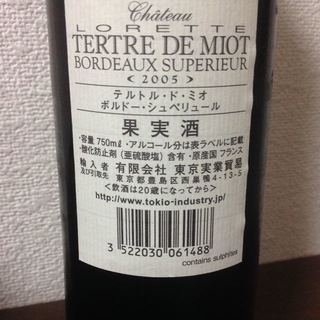 Château
LORETTE
TERTRE DE MIOT
BORDEAUX SUPERIEUR
<2005>
テルトル・ド・ミオ
ボルドー・シュペリュール
果実酒
・容量 750mℓ・アルコール分は表ラベルに記載
・酸化防止剤(亜硫酸塩)含有・原産国 フランス
輸入者 有限会社 東京実業貿易
及び引取先 東京都豊島区西巣鴨4-13-5
<飲酒は20歳になってから>
http://www.tokio-industry.jp/
3 522030 061488
contains sulphites